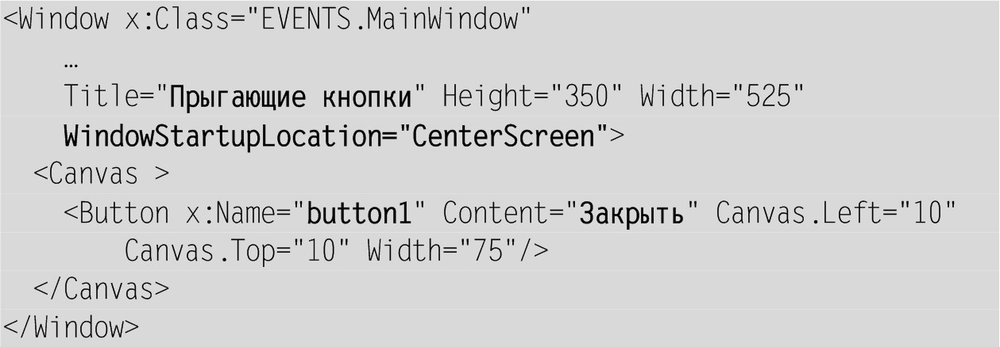 <Window x:Class="EVENTS.MainWindow"
…
Title="Прыгающие кнопки" Height="350" Width="525"
WindowStartupLocation="CenterScreen">
<Canvas >
<Button x:Name="button1" Content="Закрыть" Canvas.Left="10"
Canvas.Top="10" Width="75"/>
</Canvas>
</Window>